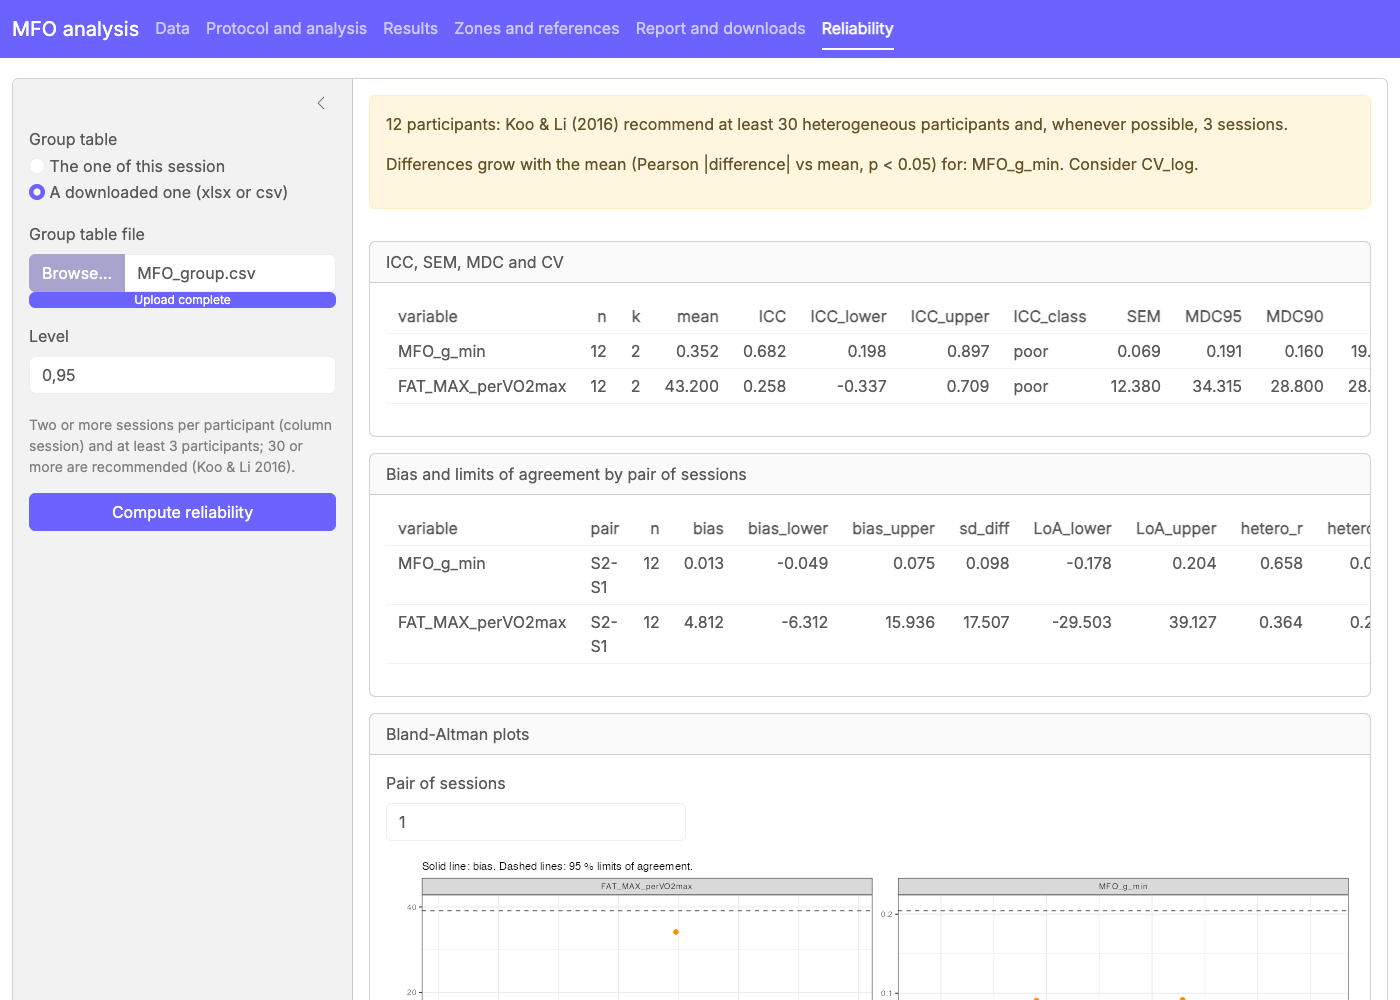 MFO analysis Data Protocol and analysis Results Zones and references Report and downloads Reliability
Group table
The one of this session
A downloaded one (xlsx or csv)
Group table file
Browse... MFO_group.csv
Upload complete
Level
0,95
Two or more sessions per participant (column
session) and at least 3 participants; 30 or
more are recommended (Koo & Li 2016).
Compute reliability
12 participants: Koo & Li (2016) recommend at least 30 heterogeneous participants and, whenever possible, 3 sessions.
Differences grow with the mean (Pearson |difference| vs mean, p < 0.05) for: MFO_g_min. Consider CV_log.
ICC, SEM, MDC and CV
variable n k mean ICC ICC_lower ICC_upper ICC_class SEM MDC95 MDC90
MFO_g_min 12 2 0.352 0.682 0.198 0.897 poor 0.069 0.191 0.160 19.
FAT_MAX_perVO2max 12 2 43.200 0.258 -0.337 0.709 poor 12.380 34.315 28.800 28.
Bias and limits of agreement by pair of sessions
variable pair n bias bias_lower bias_upper sd_diff LoA_lower LoA_upper hetero_r
MFO_g_min S2- 12 0.013 -0.049 0.075 0.098 -0.178 0.204 0.658
S1
FAT_MAX_perVO2max S2- 12 4.812 -6.312 15.936 17.507 -29.503 39.127 0.364 0.2
S1
Bland-Altman plots
Pair of sessions
1
Solid line: bias. Dashed lines: 95 % limits of agreement.
FAT_MAX_perVO2max MFO_g_min
40
0.2
20
0.1